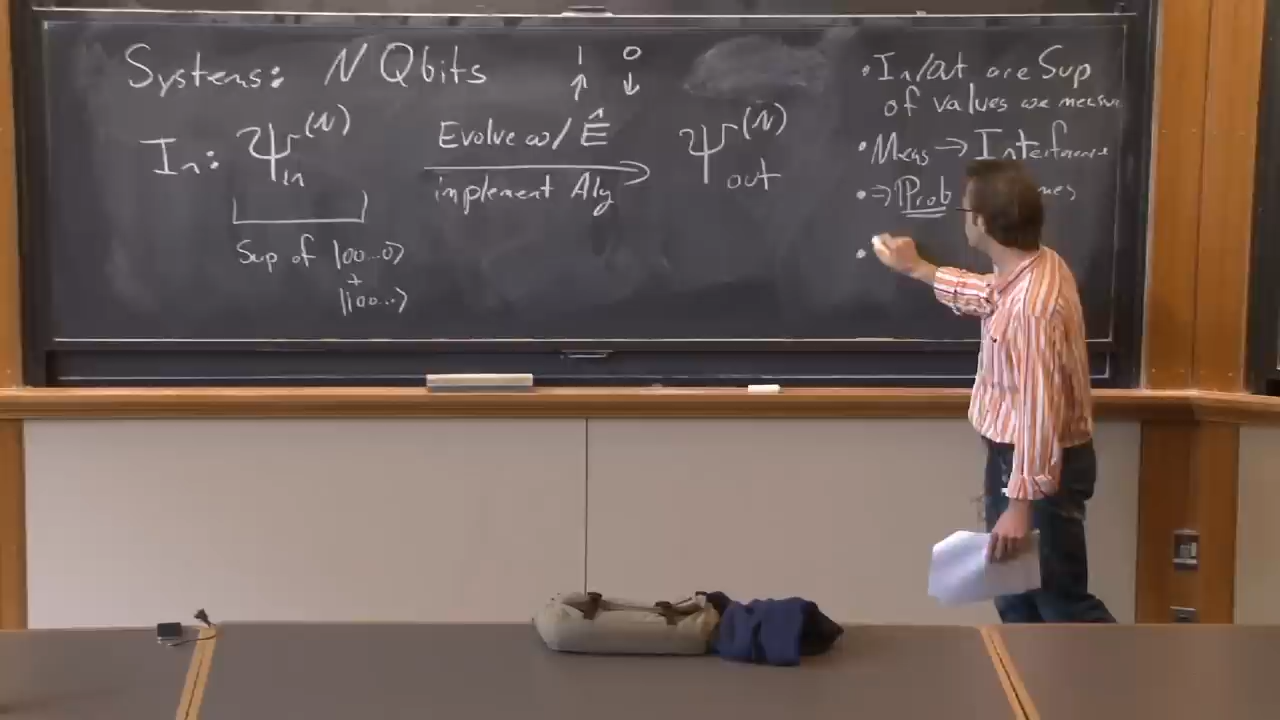 Systems: N Qbits 1 0
↑ ↓
In: ψ_in^(N) Evolve w/ Ê → ψ_out^(N)
implement Alg
Sup of |00...0⟩
+
|100...⟩
• In/out are Sup
of values we measure
• Meas → Interference
• ⇒ Prob
•